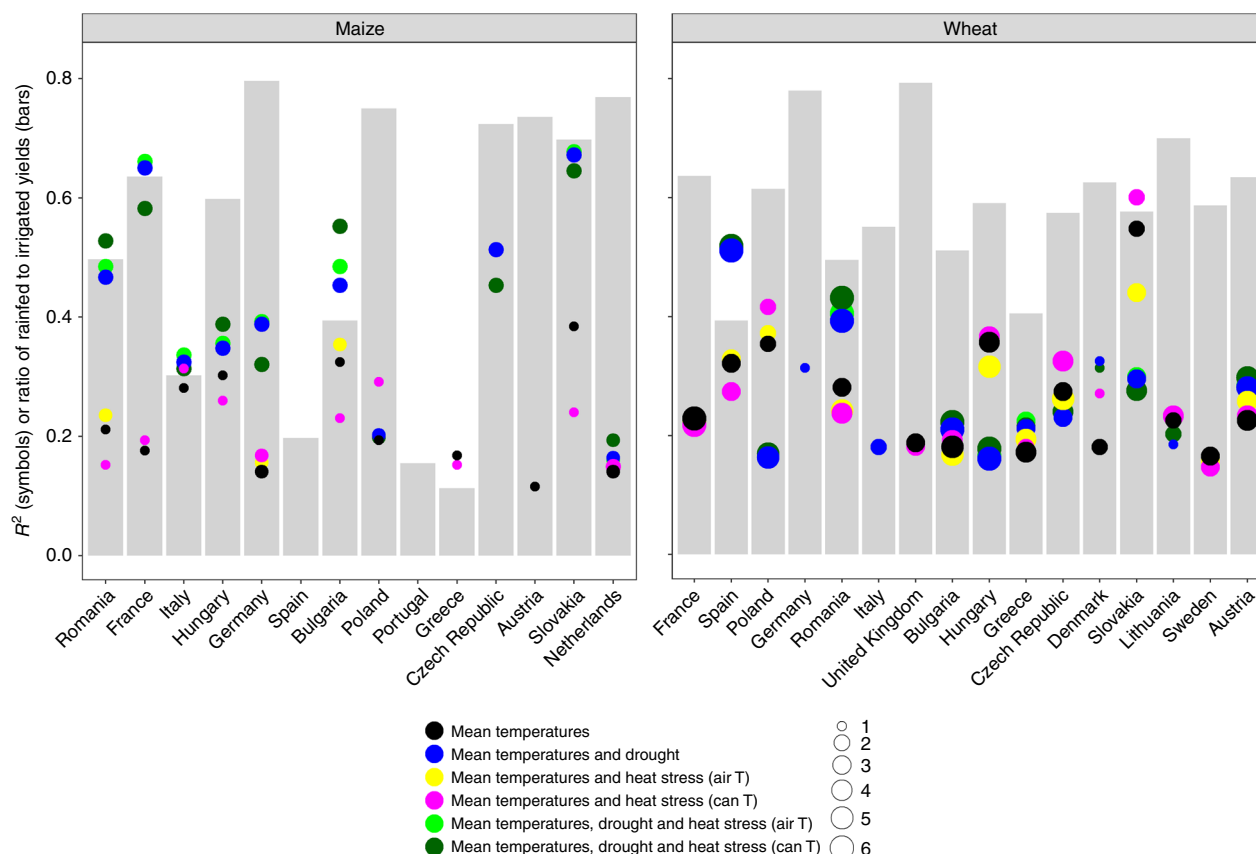 Maize
Wheat
R² (symbols) or ratio of rainfed to irrigated yields (bars)
0.8
0.6
0.4
0.2
0.0
Romania
France
Italy
Hungary
Germany
Spain
Bulgaria
Poland
Portugal
Greece
Czech Republic
Austria
Slovakia
Netherlands
France
Spain
Poland
Germany
Romania
Italy
United Kingdom
Bulgaria
Hungary
Greece
Czech Republic
Denmark
Slovakia
Lithuania
Sweden
Austria
Mean temperatures
Mean temperatures and drought
Mean temperatures and heat stress (air T)
Mean temperatures and heat stress (can T)
Mean temperatures, drought and heat stress (air T)
Mean temperatures, drought and heat stress (can T)
1
2
3
4
5
6